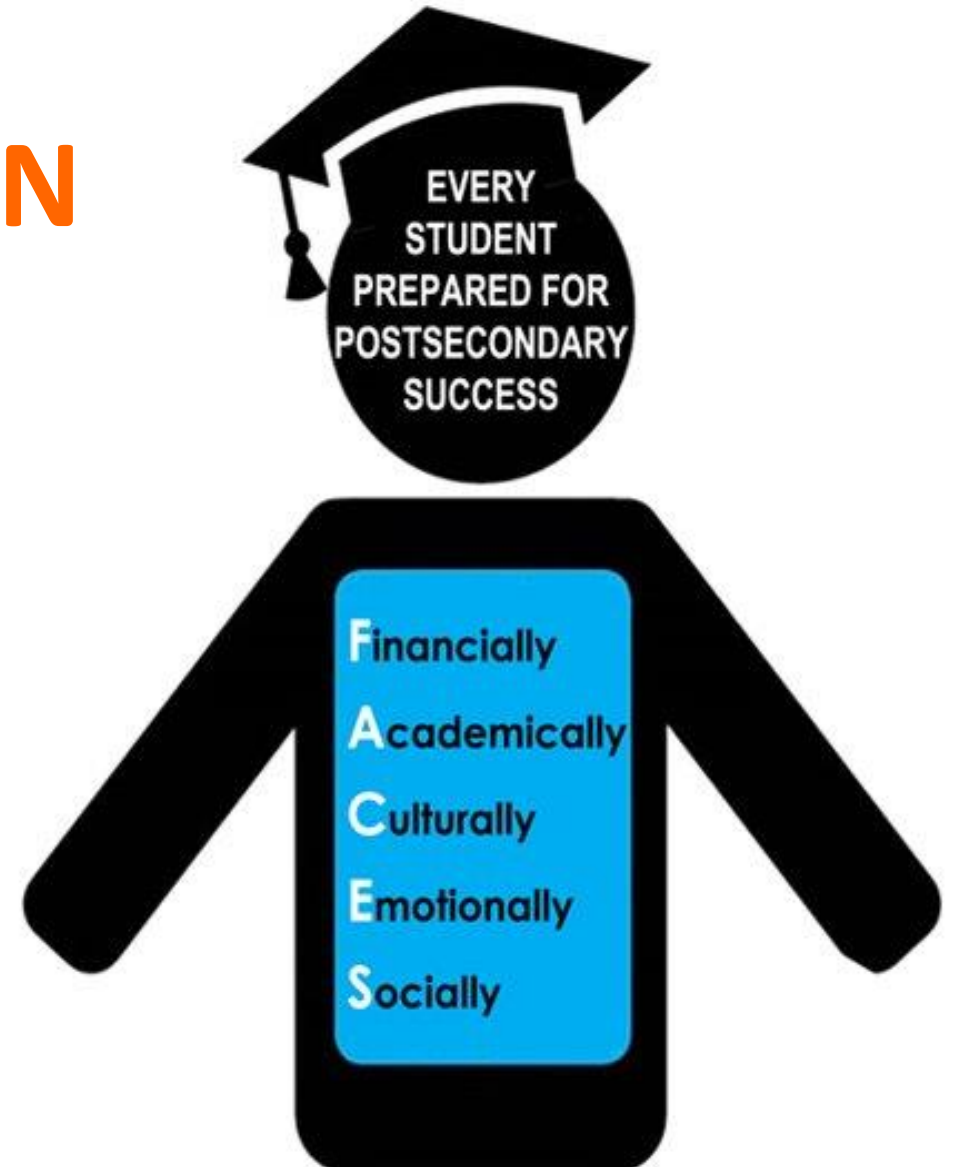 N
EVERY
STUDENT
PREPARED FOR
POSTSECONDARY
SUCCESS
Financially
Academically
Culturally
Emotionally
Socially